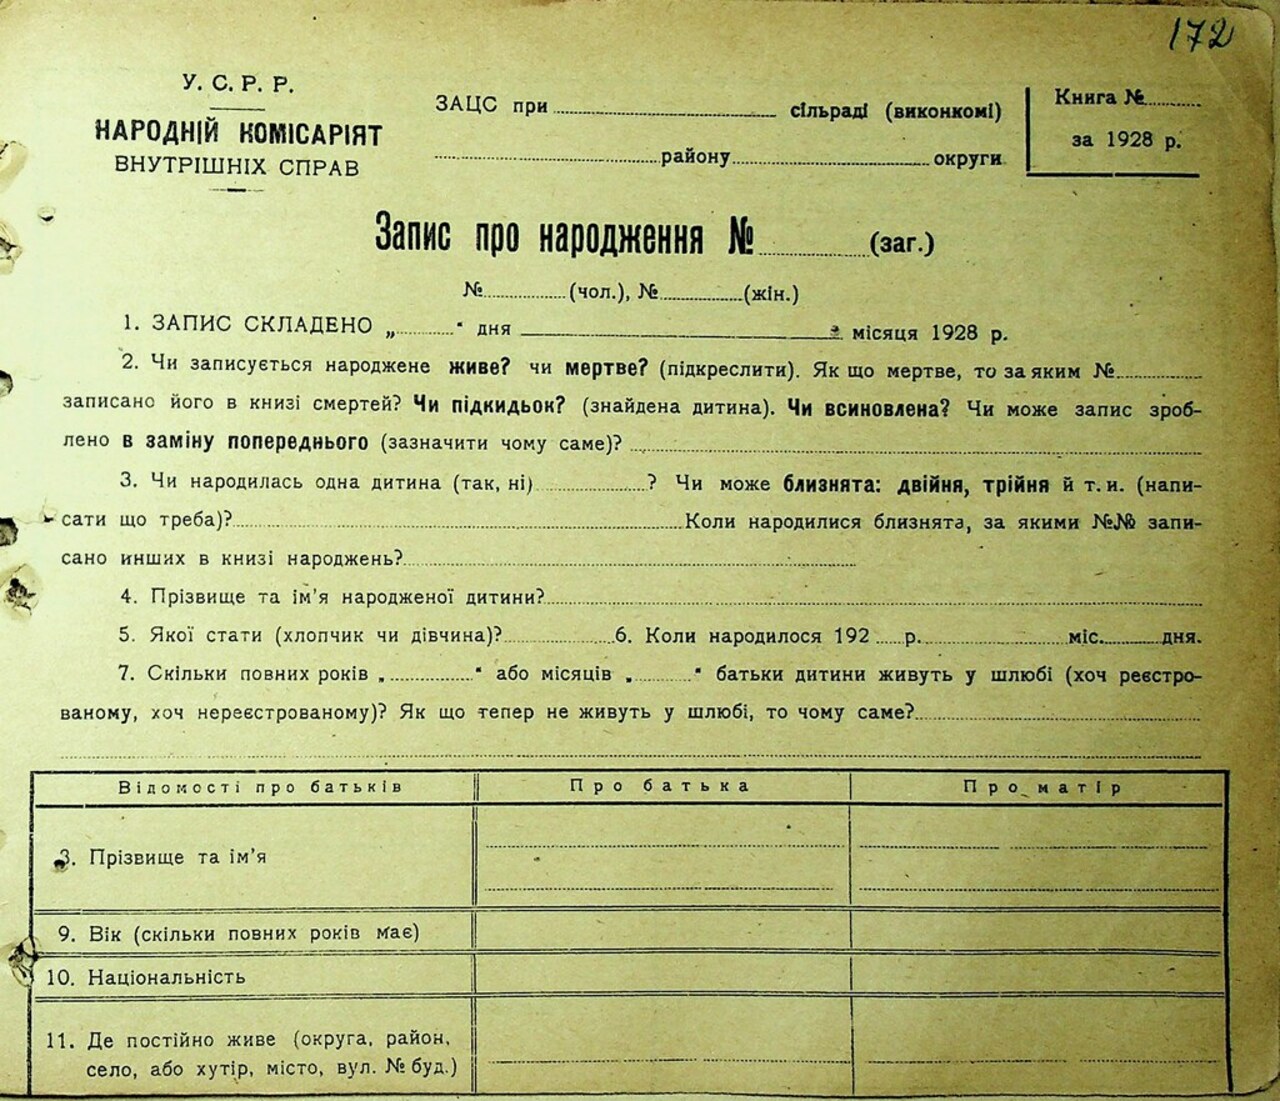 172
У. С. Р. Р.
НАРОДНІЙ КОМІСАРІЯТ
ВНУТРІШНІХ СПРАВ
ЗАЦС при сільраді (виконкомі)
району округи
Книга №
за 1928 р.
Запис про народження № (заг.)
№ (чол.), № (жін.)
1. ЗАПИС СКЛАДЕНО „ “ дня місяця 1928 р.
2. Чи записується народжене живе? чи мертве? (підкреслити). Як що мертве, то за яким №
записано його в книзі смертей? Чи підкидьок? (знайдена дитина). Чи всиновлена? Чи може запис зроб-
лено в заміну попереднього (зазначити чому саме)?
3. Чи народилась одна дитина (так, ні) ? Чи може близнята: двійня, трійня й т. и. (напи-
сати що треба)? Коли народилися близнята, за якими №№ запи-
сано инших в книзі народжень?
4. Прізвище та ім’я народженої дитини?
5. Якої стати (хлопчик чи дівчина)? 6. Коли народилося 192 р. міс. дня.
7. Скільки повних років „ “ або місяців „ “ батьки дитини живуть у шлюбі (хоч реєстро-
ваному, хоч нереєстрованому)? Як що тепер не живуть у шлюбі, то чому саме?
Відомості про батьків Про батька Про матір
8. Прізвище та ім’я
9. Вік (скільки повних років має)
10. Національність
11. Де постійно живе (округа, район,
село, або хутір, місто, вул. № буд.)